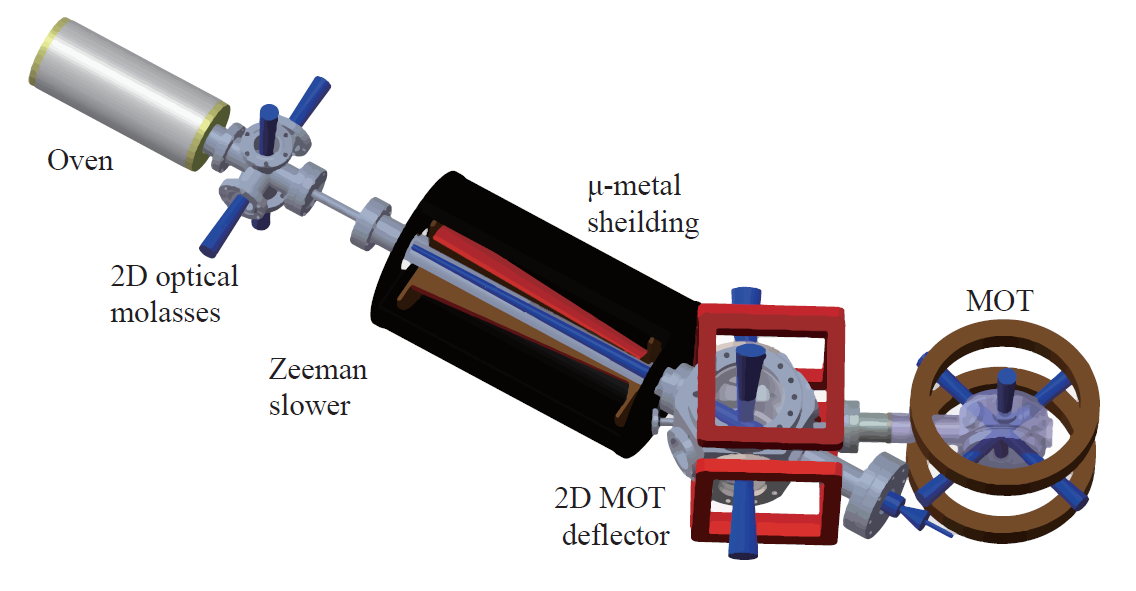 Oven
2D optical
molasses
Zeeman
slower
μ-metal
sheilding
2D MOT
deflector
MOT